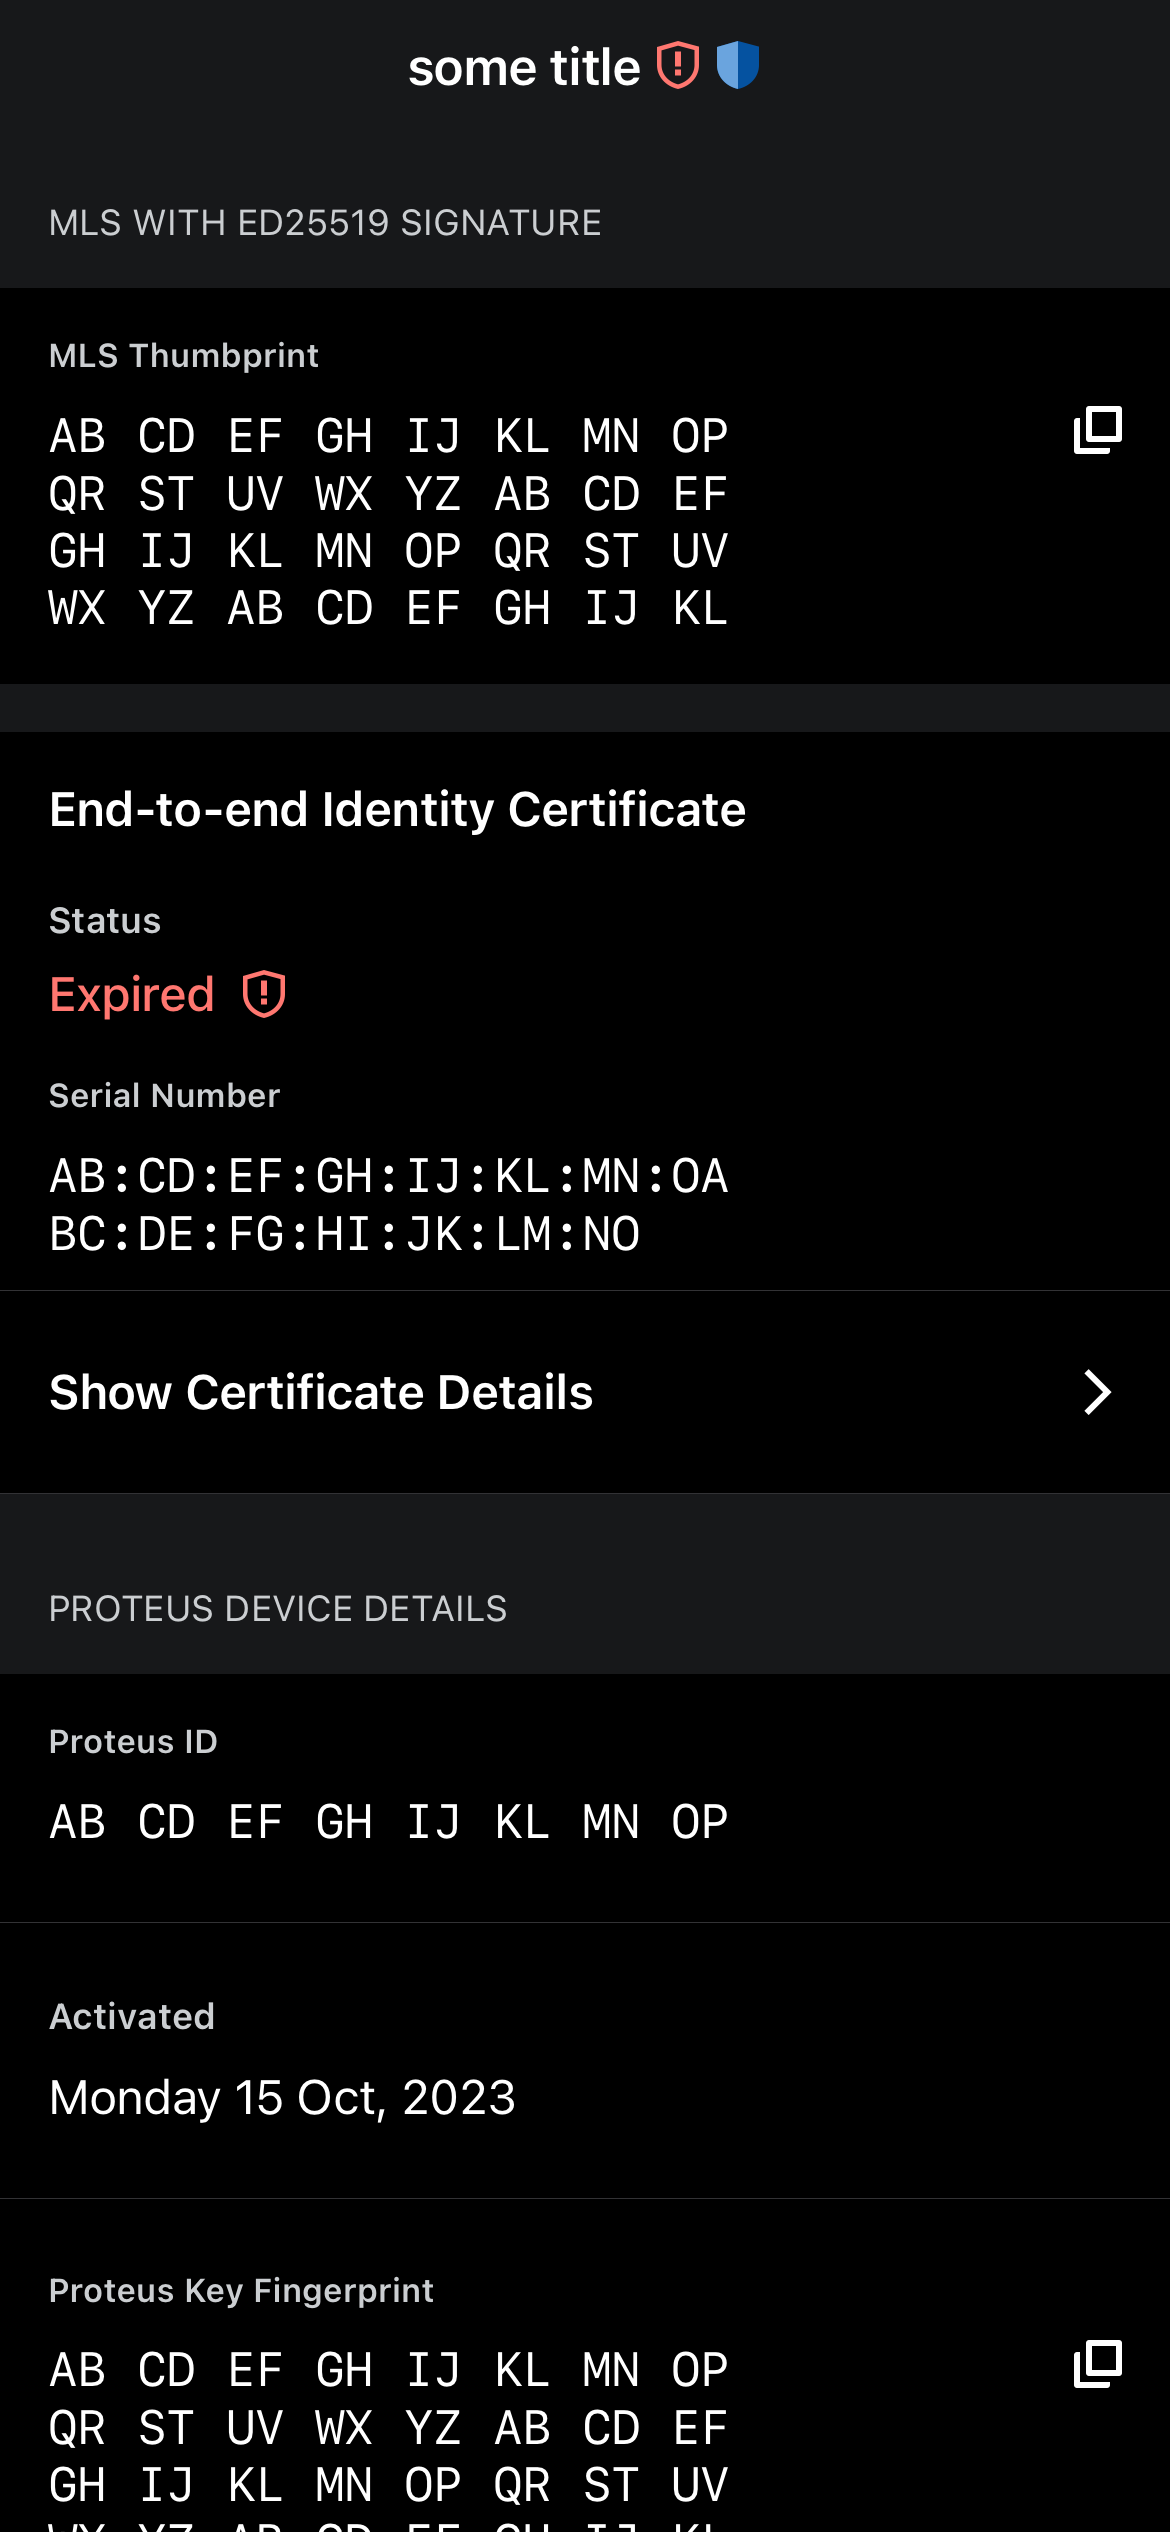 some title
MLS WITH ED25519 SIGNATURE
MLS Thumbprint
AB CD EF GH IJ KL MN OP
QR ST UV WX YZ AB CD EF
GH IJ KL MN OP QR ST UV
WX YZ AB CD EF GH IJ KL
End-to-end Identity Certificate
Status
Expired
Serial Number
AB:CD:EF:GH:IJ:KL:MN:OA
BC:DE:FG:HI:JK:LM:NO
Show Certificate Details
PROTEUS DEVICE DETAILS
Proteus ID
AB CD EF GH IJ KL MN OP
Activated
Monday 15 Oct, 2023
Proteus Key Fingerprint
AB CD EF GH IJ KL MN OP
QR ST UV WX YZ AB CD EF
GH IJ KL MN OP QR ST UV